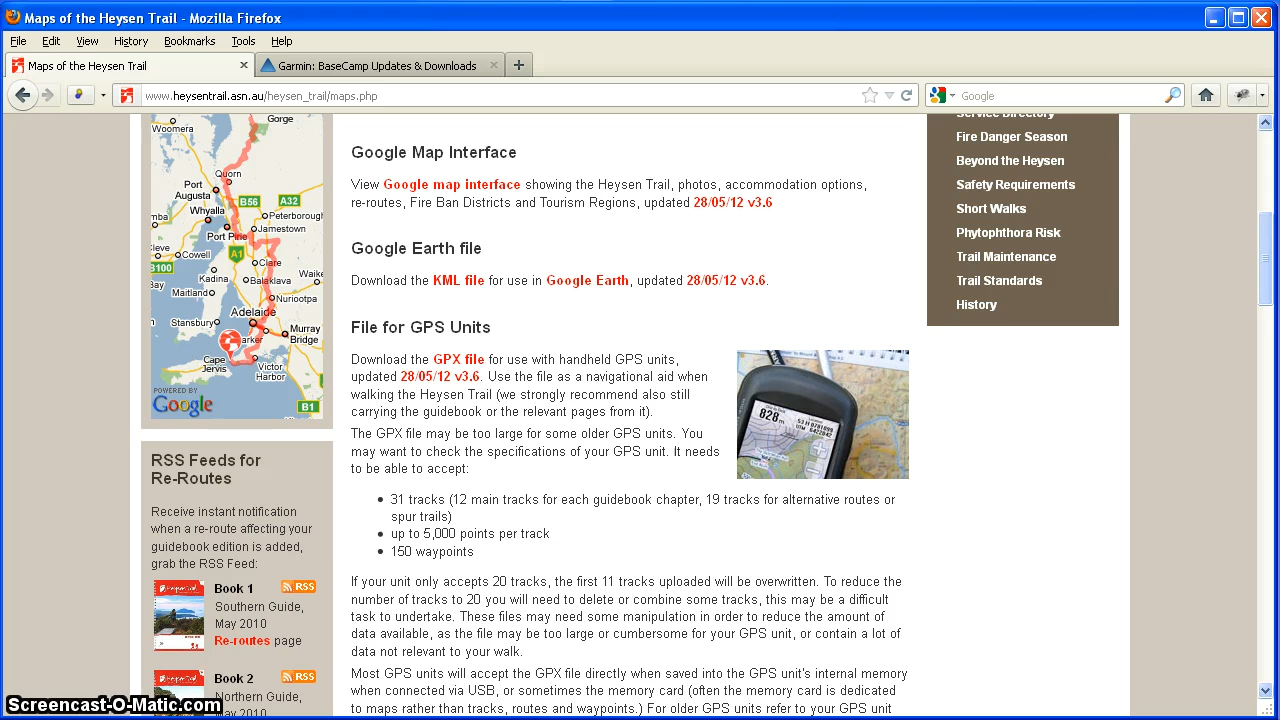 Maps of the Heysen Trail - Mozilla Firefox
File Edit View History Bookmarks Tools Help
Maps of the Heysen Trail
Garmin: BaseCamp Updates & Downloads
www.heysentrail.asn.au/heysen_trail/maps.php
Google
Woomera
Gorge
Quorn
Port Augusta
B56
A32
Whyalla
Peterborough
Jamestown
Port Pirie
Cleve
Cowell
A1
Clare
B100
Kadina
Balaklava
Maitland
Nuriootpa
Adelaide
Stansbury
Murray Bridge
Cape Jervis
Victor Harbor
POWERED BY
Google
B1
RSS Feeds for
Re-Routes
Receive instant notification
when a re-route affecting your
guidebook edition is added,
grab the RSS Feed:
Book 1 RSS
Southern Guide,
May 2010
Re-routes page
Book 2 RSS
Northern Guide,
May 2010
Google Map Interface
View Google map interface showing the Heysen Trail, photos, accommodation options,
re-routes, Fire Ban Districts and Tourism Regions, updated 28/05/12 v3.6
Google Earth file
Download the KML file for use in Google Earth, updated 28/05/12 v3.6.
File for GPS Units
Download the GPX file for use with handheld GPS units,
updated 28/05/12 v3.6. Use the file as a navigational aid when
walking the Heysen Trail (we strongly recommend also still
carrying the guidebook or the relevant pages from it).
The GPX file may be too large for some older GPS units. You
may want to check the specifications of your GPS unit. It needs
to be able to accept:
• 31 tracks (12 main tracks for each guidebook chapter, 19 tracks for alternative routes or
spur trails)
• up to 5,000 points per track
• 150 waypoints
If your unit only accepts 20 tracks, the first 11 tracks uploaded will be overwritten. To reduce the
number of tracks to 20 you will need to delete or combine some tracks, this may be a difficult
task to undertake. These files may need some manipulation in order to reduce the amount of
data available, as the file may be too large or cumbersome for your GPS unit, or contain a lot of
data not relevant to your walk.
Most GPS units will accept the GPX file directly when saved into the GPS unit's internal memory
when connected via USB, or sometimes the memory card (often the memory card is dedicated
to maps rather than tracks, routes and waypoints.) For older GPS units refer to your GPS unit
828m
Service Directory
Fire Danger Season
Beyond the Heysen
Safety Requirements
Short Walks
Phytophthora Risk
Trail Maintenance
Trail Standards
History
Screencast-O-Matic.com